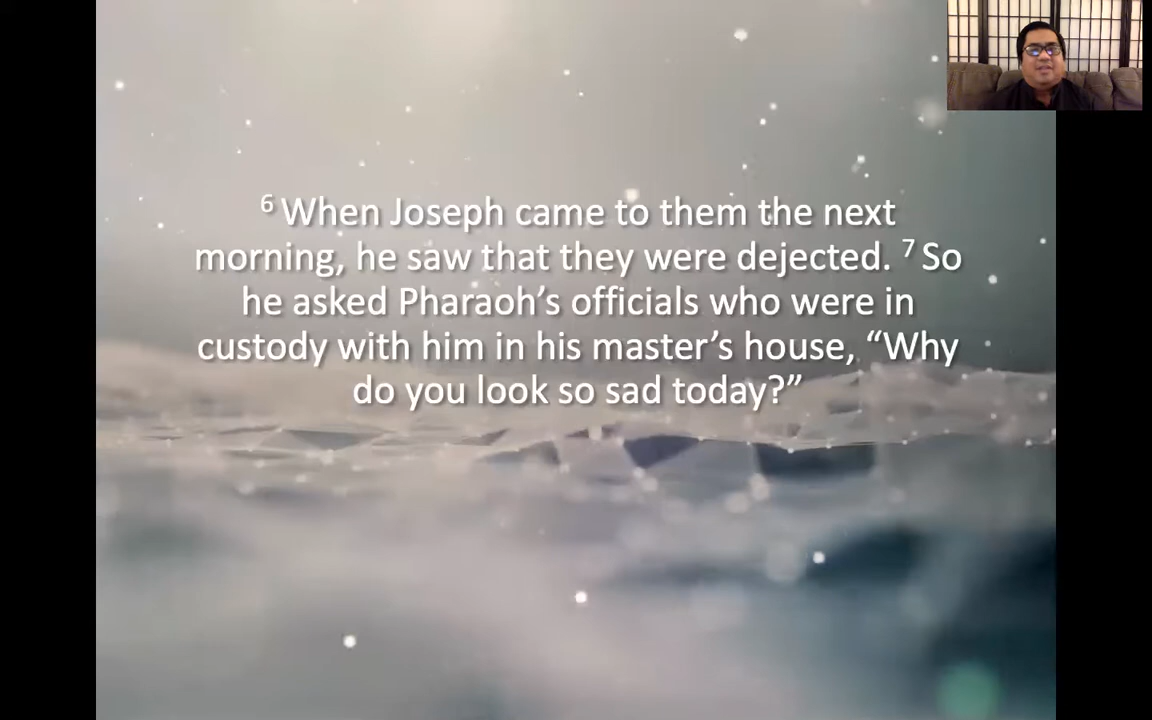 ⁶ When Joseph came to them the next
morning, he saw that they were dejected. ⁷ So
he asked Pharaoh’s officials who were in
custody with him in his master’s house, “Why
do you look so sad today?”